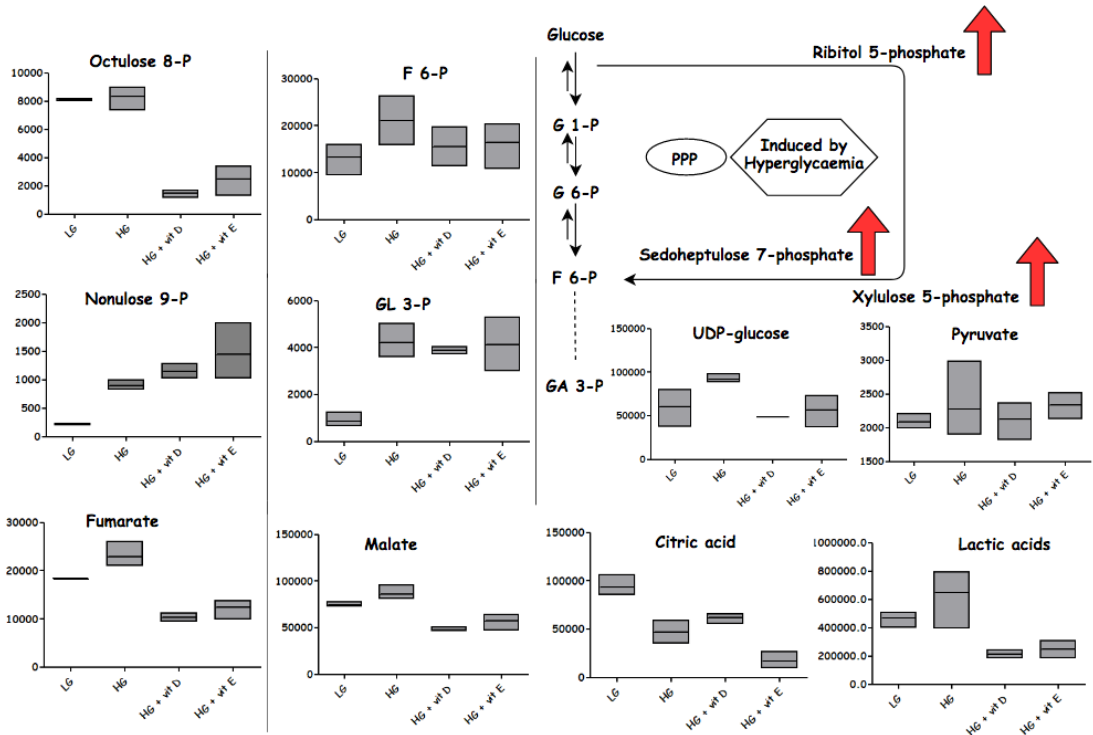 Octulose 8-P
10000
8000
6000
4000
2000
0
LG
HG
HG + vit D
HG + vit E
F 6-P
30000
20000
10000
0
LG
HG
HG + vit D
HG + vit E
Glucose
G 1-P
G 6-P
F 6-P
GA 3-P
Ribitol 5-phosphate
PPP
Induced by
Hyperglycaemia
Sedoheptulose 7-phosphate
Xylulose 5-phosphate
Nonulose 9-P
2500
2000
1500
1000
500
0
LG
HG
HG + vit D
HG + vit E
GL 3-P
6000
4000
2000
0
LG
HG
HG + vit D
HG + vit E
UDP-glucose
150000
100000
50000
0
LG
HG
HG + vit D
HG + vit E
Pyruvate
3500
3000
2500
2000
1500
LG
HG
HG + vit D
HG + vit E
Fumarate
30000
20000
10000
0
LG
HG
HG + vit D
HG + vit E
Malate
150000
100000
50000
0
LG
HG
HG + vit D
HG + vit E
Citric acid
150000
100000
50000
0
LG
HG
HG + vit D
HG + vit E
Lactic acids
1000000.0
800000.0
600000.0
400000.0
200000.0
0.0
LG
HG
HG + vit D
HG + vit E